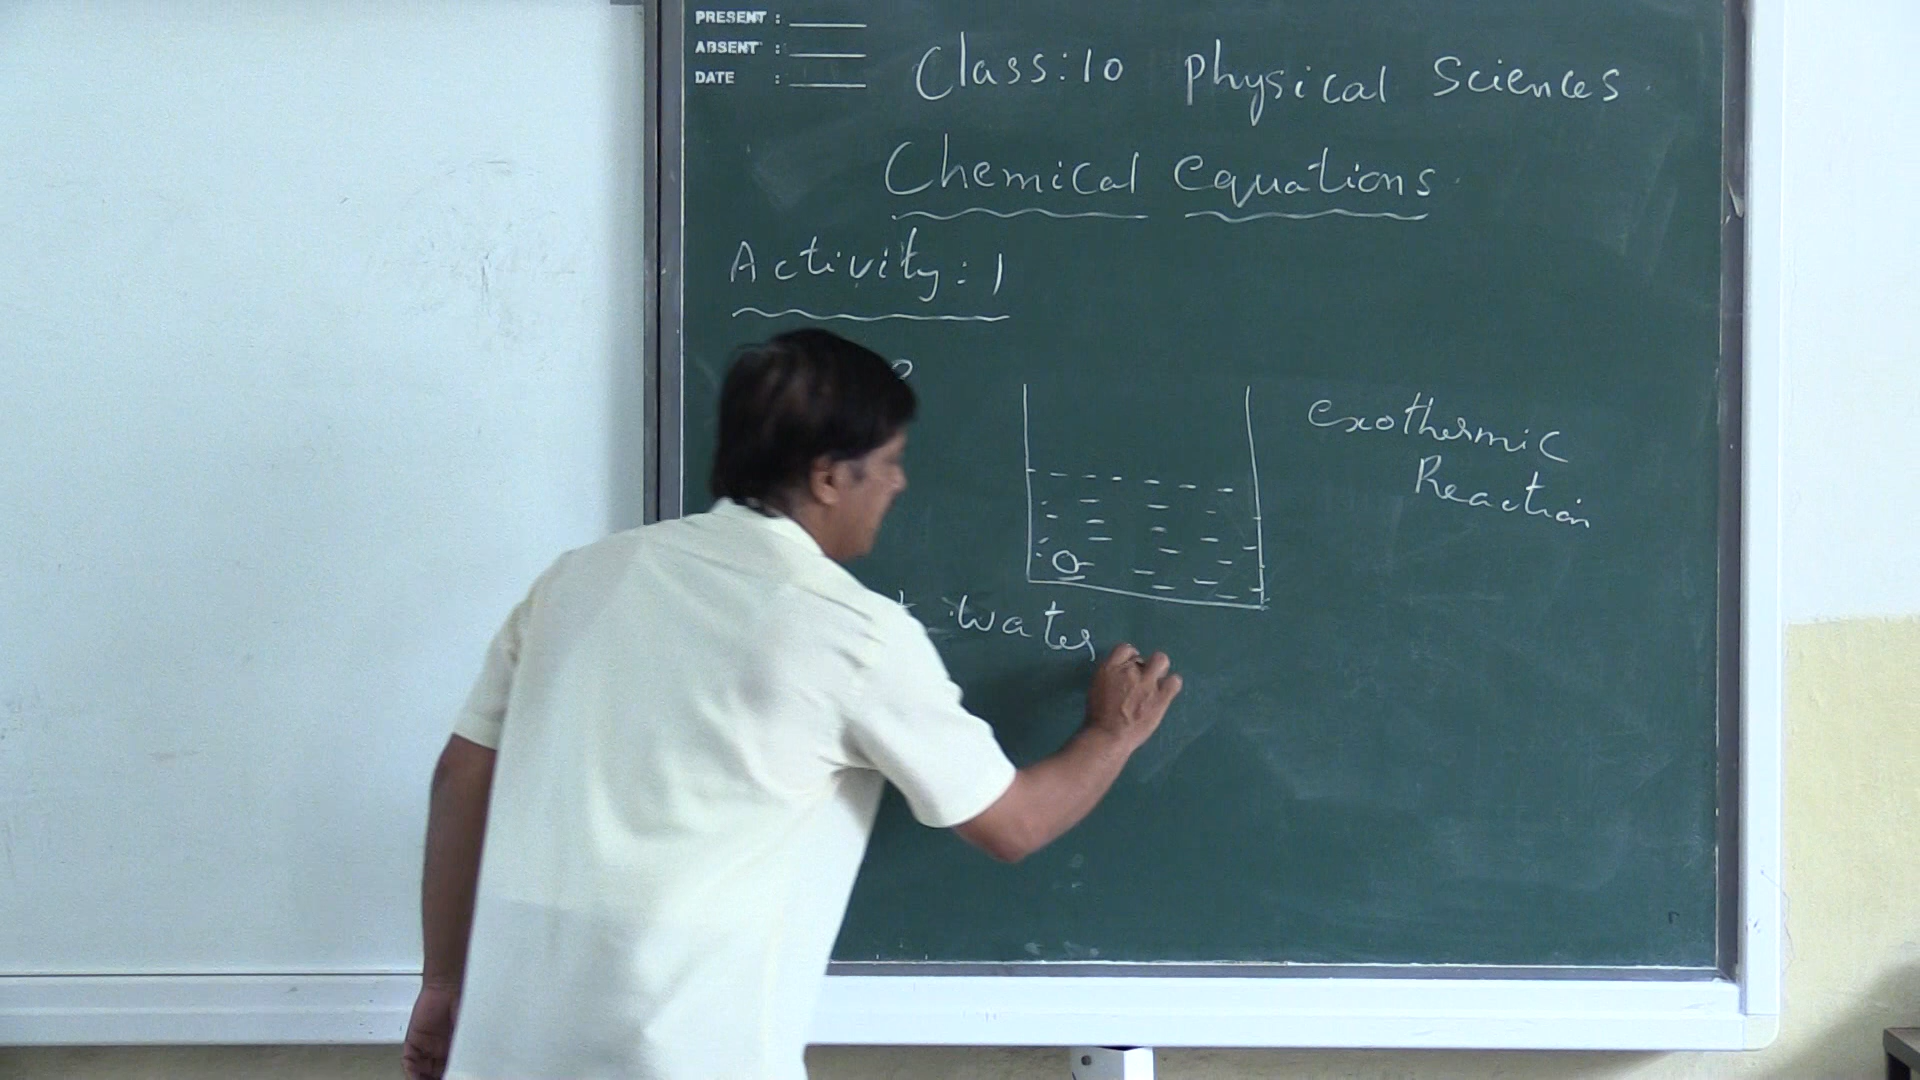 PRESENT :
ABSENT :
DATE :
Class:10 Physical Sciences
Chemical equations
Activity:1
exothermic
Reaction
water